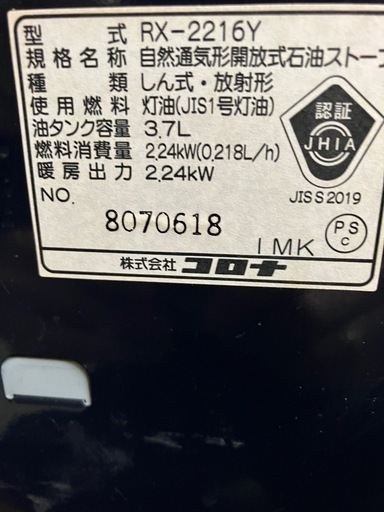 型式 RX-2216Y
規格名称 自然通気形開放式石油ストーブ
種類 しん式・放射形
使用燃料 灯油(JIS1号灯油)
油タンク容量 3.7L
燃料消費量 2.24kW(0.218L/h)
暖房出力 2.24kW
認証
JHIA
JIS S 2019
NO.
8070618
1MK
PS
C
株式会社コロナ